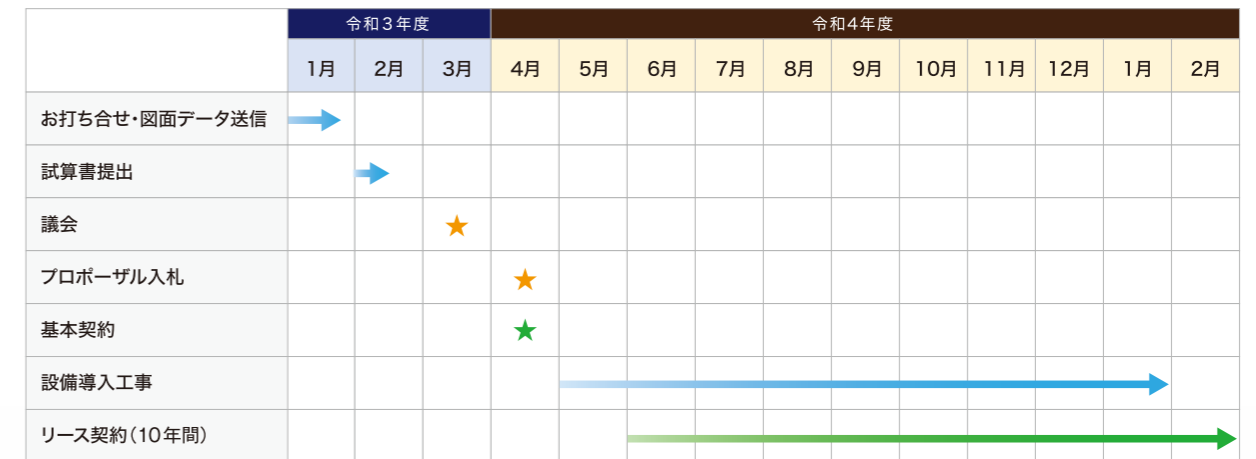 令和3年度 令和4年度
1月 2月 3月 4月 5月 6月 7月 8月 9月 10月 11月 12月 1月 2月
お打ち合せ・図面データ送信
試算書提出
議会
プロポーザル入札
基本契約
設備導入工事
リース契約（10年間）